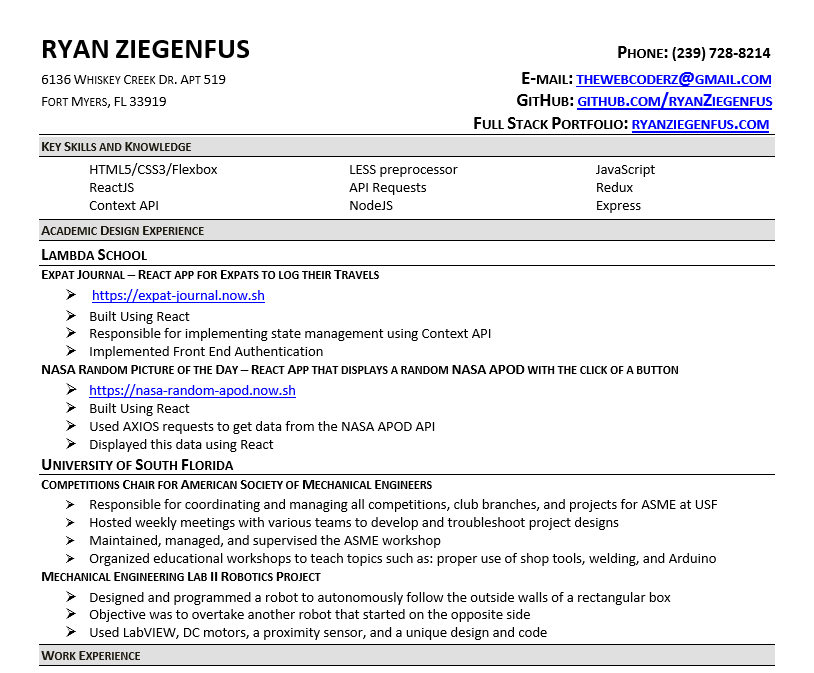 RYAN ZIEGENFUS
PHONE: (239) 728-8214
6136 WHISKEY CREEK DR. APT 519
E-MAIL: THEWEBCODERZ@GMAIL.COM
FORT MYERS, FL 33919
GITHUB: GITHUB.COM/RYANZIEGENFUS
FULL STACK PORTFOLIO: RYANZIEGENFUS.COM
KEY SKILLS AND KNOWLEDGE
HTML5/CSS3/Flexbox LESS preprocessor JavaScript
ReactJS API Requests Redux
Context API NodeJS Express
ACADEMIC DESIGN EXPERIENCE
LAMBDA SCHOOL
EXPAT JOURNAL – REACT APP FOR EXPATS TO LOG THEIR TRAVELS
➢ https://expat-journal.now.sh
➢ Built Using React
➢ Responsible for implementing state management using Context API
➢ Implemented Front End Authentication
NASA RANDOM PICTURE OF THE DAY – REACT APP THAT DISPLAYS A RANDOM NASA APOD WITH THE CLICK OF A BUTTON
➢ https://nasa-random-apod.now.sh
➢ Built Using React
➢ Used AXIOS requests to get data from the NASA APOD API
➢ Displayed this data using React
UNIVERSITY OF SOUTH FLORIDA
COMPETITIONS CHAIR FOR AMERICAN SOCIETY OF MECHANICAL ENGINEERS
➢ Responsible for coordinating and managing all competitions, club branches, and projects for ASME at USF
➢ Hosted weekly meetings with various teams to develop and troubleshoot project designs
➢ Maintained, managed, and supervised the ASME workshop
➢ Organized educational workshops to teach topics such as: proper use of shop tools, welding, and Arduino
MECHANICAL ENGINEERING LAB II ROBOTICS PROJECT
➢ Designed and programmed a robot to autonomously follow the outside walls of a rectangular box
➢ Objective was to overtake another robot that started on the opposite side
➢ Used LabVIEW, DC motors, a proximity sensor, and a unique design and code
WORK EXPERIENCE